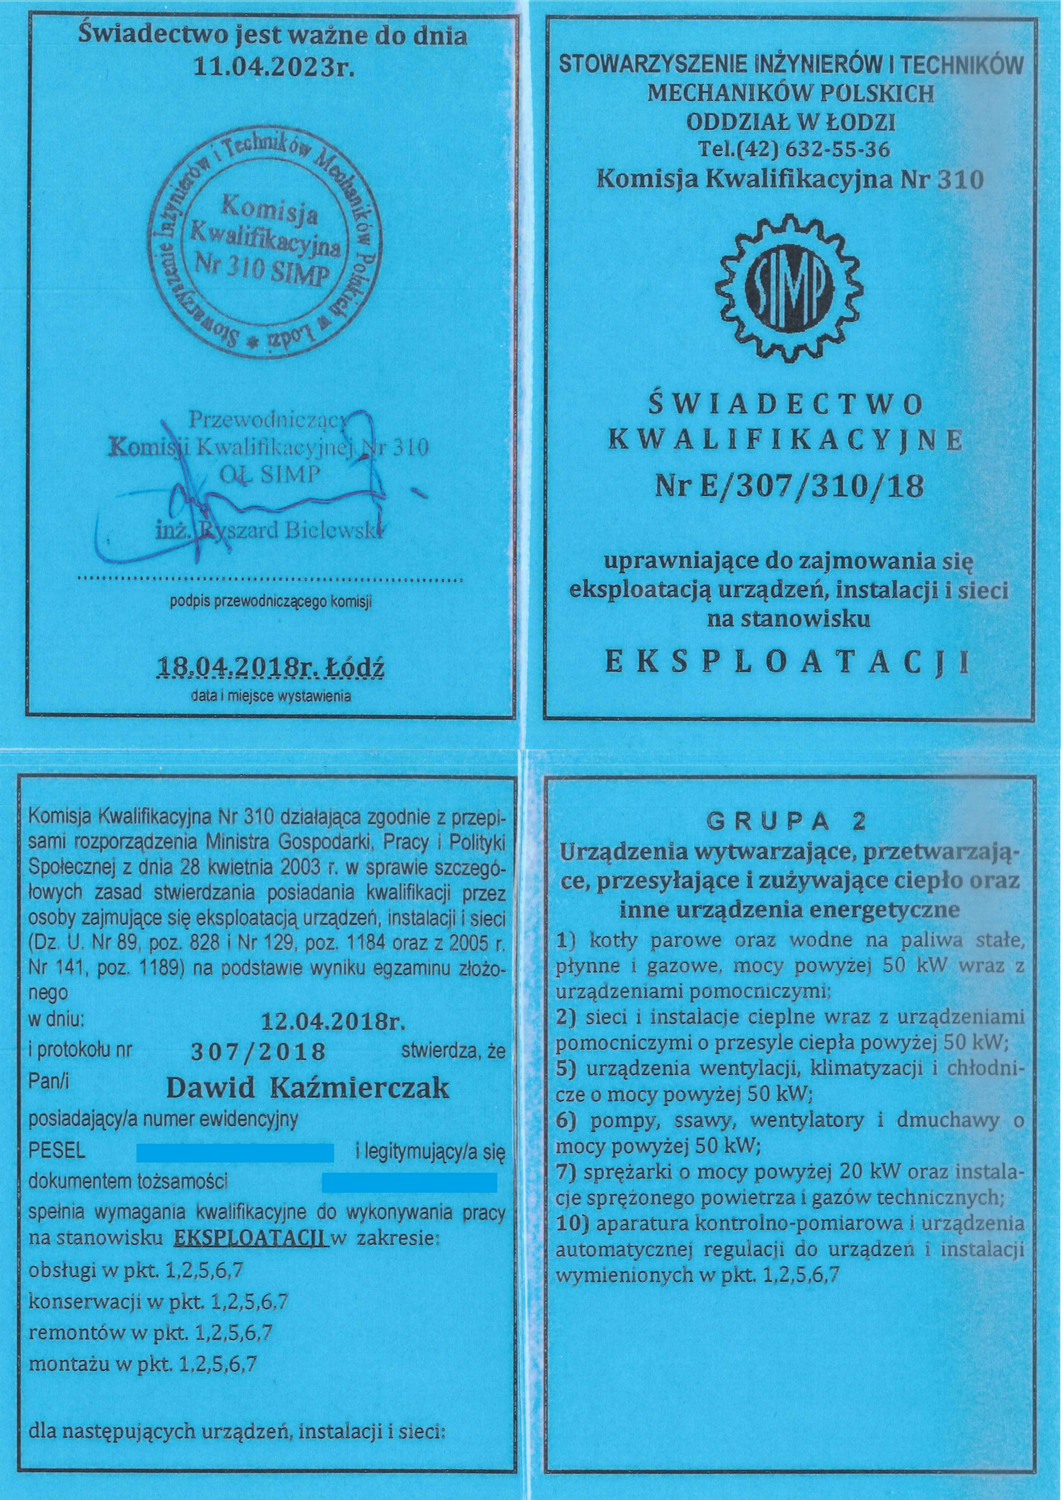 Świadectwo jest ważne do dnia
11.04.2023r.
Stowarzyszenie Inżynierów i Techników Mechaników Polskich w Łodzi *
Komisja
Kwalifikacyjna
Nr 310 SIMP
Przewodniczący
Komisji Kwalifikacyjnej Nr 310
OŁ SIMP
inż. Ryszard Bielewski
podpis przewodniczącego komisji
18.04.2018r. Łódź
data i miejsce wystawienia
STOWARZYSZENIE INŻYNIERÓW I TECHNIKÓW
MECHANIKÓW POLSKICH
ODDZIAŁ W ŁODZI
Tel.(42) 632-55-36
Komisja Kwalifikacyjna Nr 310
SIMP
ŚWIADECTWO
KWALIFIKACYJNE
Nr E/307/310/18
uprawniające do zajmowania się
eksploatacją urządzeń, instalacji i sieci
na stanowisku
EKSPLOATACJI
Komisja Kwalifikacyjna Nr 310 działająca zgodnie z przepi-
sami rozporządzenia Ministra Gospodarki, Pracy i Polityki
Społecznej z dnia 28 kwietnia 2003 r. w sprawie szczegó-
łowych zasad stwierdzania posiadania kwalifikacji przez
osoby zajmujące się eksploatacją urządzeń, instalacji i sieci
(Dz. U. Nr 89, poz. 828 i Nr 129, poz. 1184 oraz z 2005 r.
Nr 141, poz. 1189) na podstawie wyniku egzaminu złożo-
nego
w dniu: 12.04.2018r.
i protokołu nr 307/2018 stwierdza, że
Pan/i Dawid Kaźmierczak
posiadający/a numer ewidencyjny
PESEL i legitymujący/a się
dokumentem tożsamości
spełnia wymagania kwalifikacyjne do wykonywania pracy
na stanowisku EKSPLOATACJI w zakresie:
obsługi w pkt. 1,2,5,6,7
konserwacji w pkt. 1,2,5,6,7
remontów w pkt. 1,2,5,6,7
montażu w pkt. 1,2,5,6,7
dla następujących urządzeń, instalacji i sieci:
GRUPA 2
Urządzenia wytwarzające, przetwarzają-
ce, przesyłające i zużywające ciepło oraz
inne urządzenia energetyczne
1) kotły parowe oraz wodne na paliwa stałe,
płynne i gazowe, mocy powyżej 50 kW wraz z
urządzeniami pomocniczymi;
2) sieci i instalacje cieplne wraz z urządzeniami
pomocniczymi o przesyle ciepła powyżej 50 kW;
5) urządzenia wentylacji, klimatyzacji i chłodni-
cze o mocy powyżej 50 kW;
6) pompy, ssawy, wentylatory i dmuchawy o
mocy powyżej 50 kW;
7) sprężarki o mocy powyżej 20 kW oraz instala-
cje sprężonego powietrza i gazów technicznych;
10) aparatura kontrolno-pomiarowa i urządzenia
automatycznej regulacji do urządzeń i instalacji
wymienionych w pkt. 1,2,5,6,7